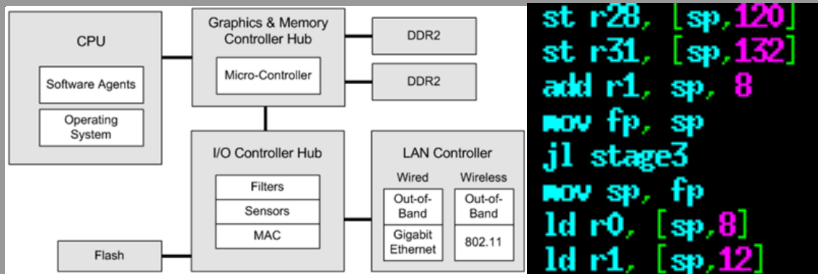 CPU
Software Agents
Operating
System
Graphics & Memory
Controller Hub
Micro-Controller
DDR2
DDR2
I/O Controller Hub
Filters
Sensors
MAC
LAN Controller
Wired
Wireless
Out-of-
Band
Out-of-
Band
Gigabit
Ethernet
802.11
Flash
st r28, [sp,120]
st r31, [sp,132]
add r1, sp, 8
mov fp, sp
jl stage3
mov sp, fp
ld r0, [sp,8]
ld r1, [sp,12]